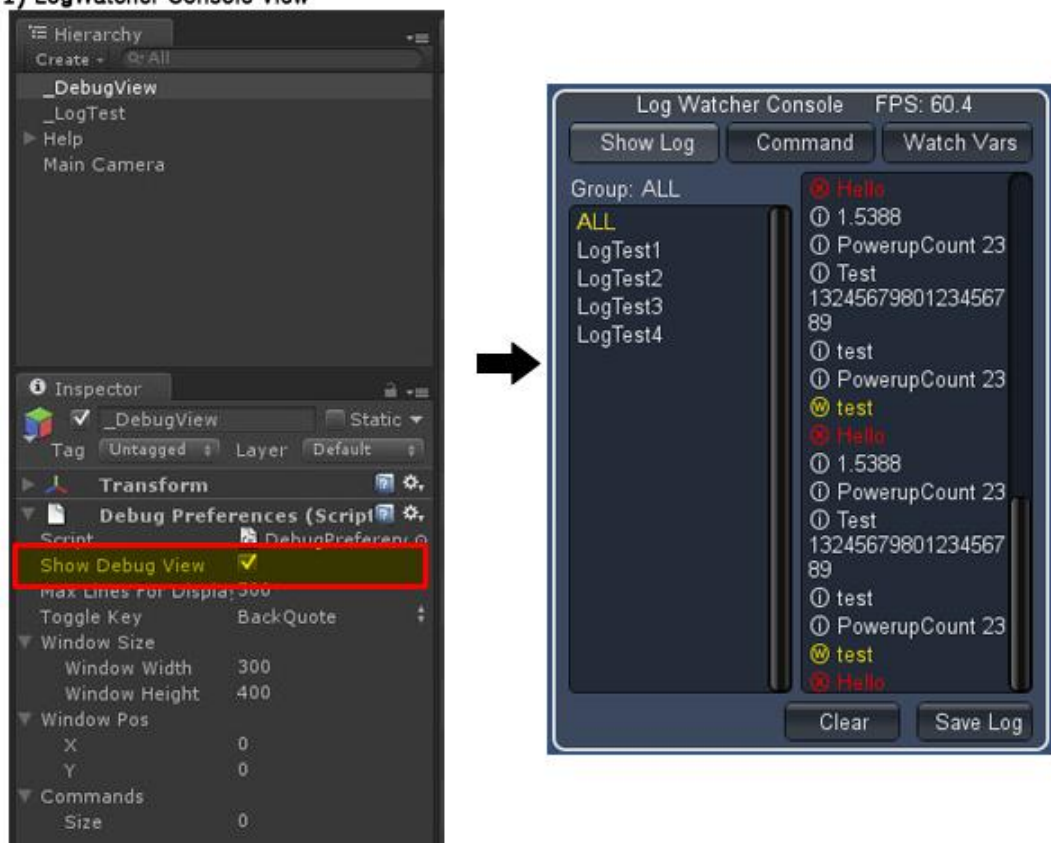 1) LogWatcher Console View
Hierarchy
Create All
_DebugView
_LogTest
Help
Main Camera
Inspector
_DebugView Static
Tag Untagged Layer Default
Transform
Debug Preferences (Script
Script DebugPreferen
Show Debug View
Max Lines For Display 500
Toggle Key BackQuote
Window Size
Window Width 300
Window Height 400
Window Pos
X 0
Y 0
Commands
Size 0
Log Watcher Console FPS: 60.4
Show Log Command Watch Vars
Group: ALL
ALL
LogTest1
LogTest2
LogTest3
LogTest4
Hello
1.5388
PowerupCount 23
Test
13245679801234567
89
test
PowerupCount 23
test
Hello
1.5388
PowerupCount 23
Test
13245679801234567
89
test
PowerupCount 23
test
Hello
Clear Save Log